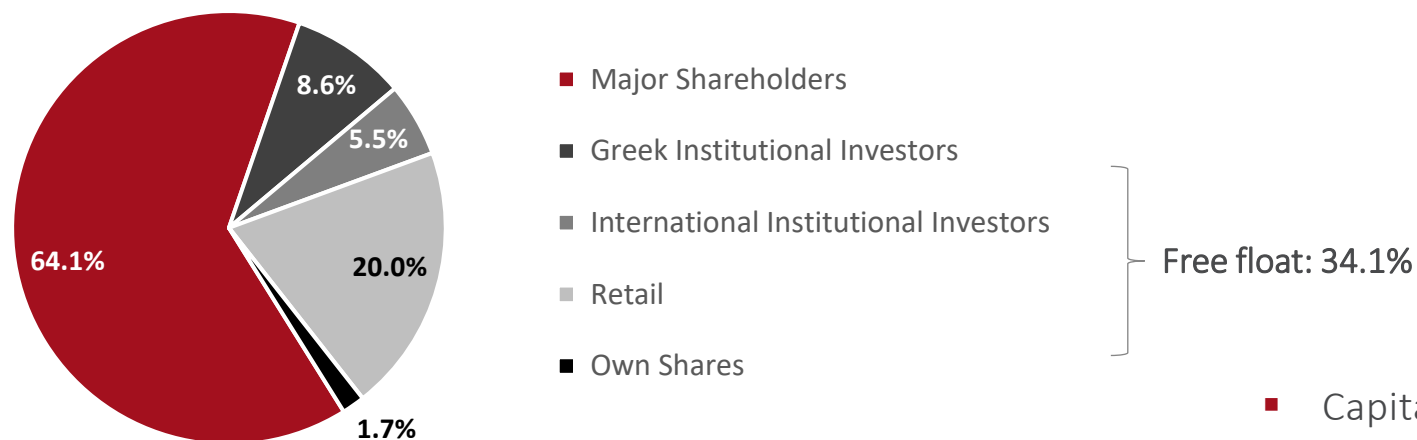 8.6%
5.5%
64.1%
20.0%
1.7%
Major Shareholders
Greek Institutional Investors
International Institutional Investors
Retail
Own Shares
Free float: 34.1%